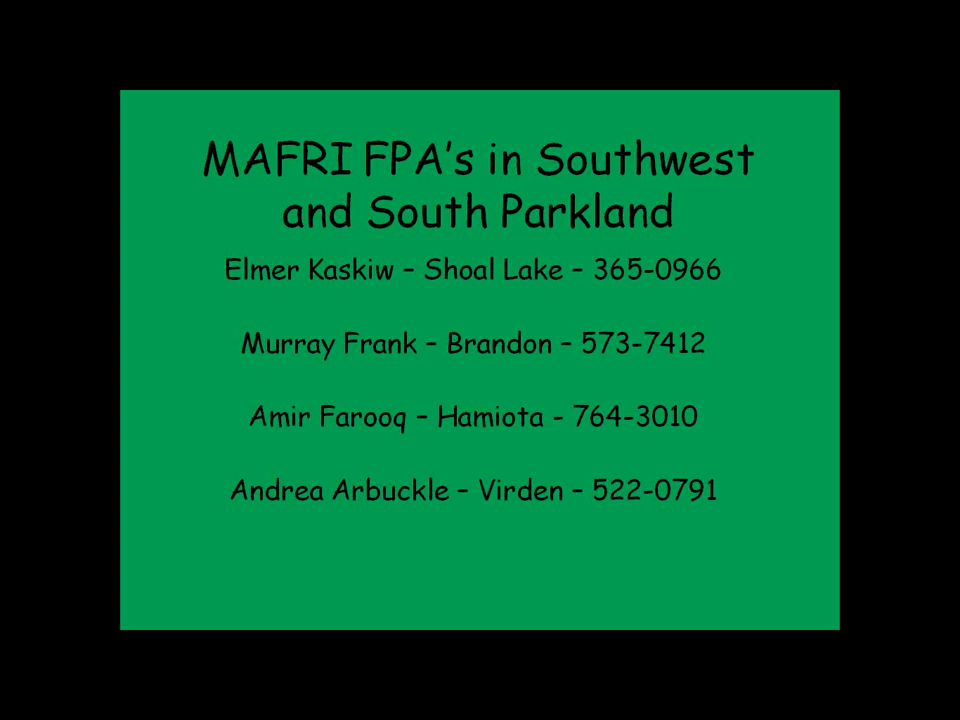 MAFRI FPA’s in Southwest
and South Parkland
Elmer Kaskiw – Shoal Lake – 365-0966
Murray Frank – Brandon – 573-7412
Amir Farooq – Hamiota - 764-3010
Andrea Arbuckle – Virden – 522-0791